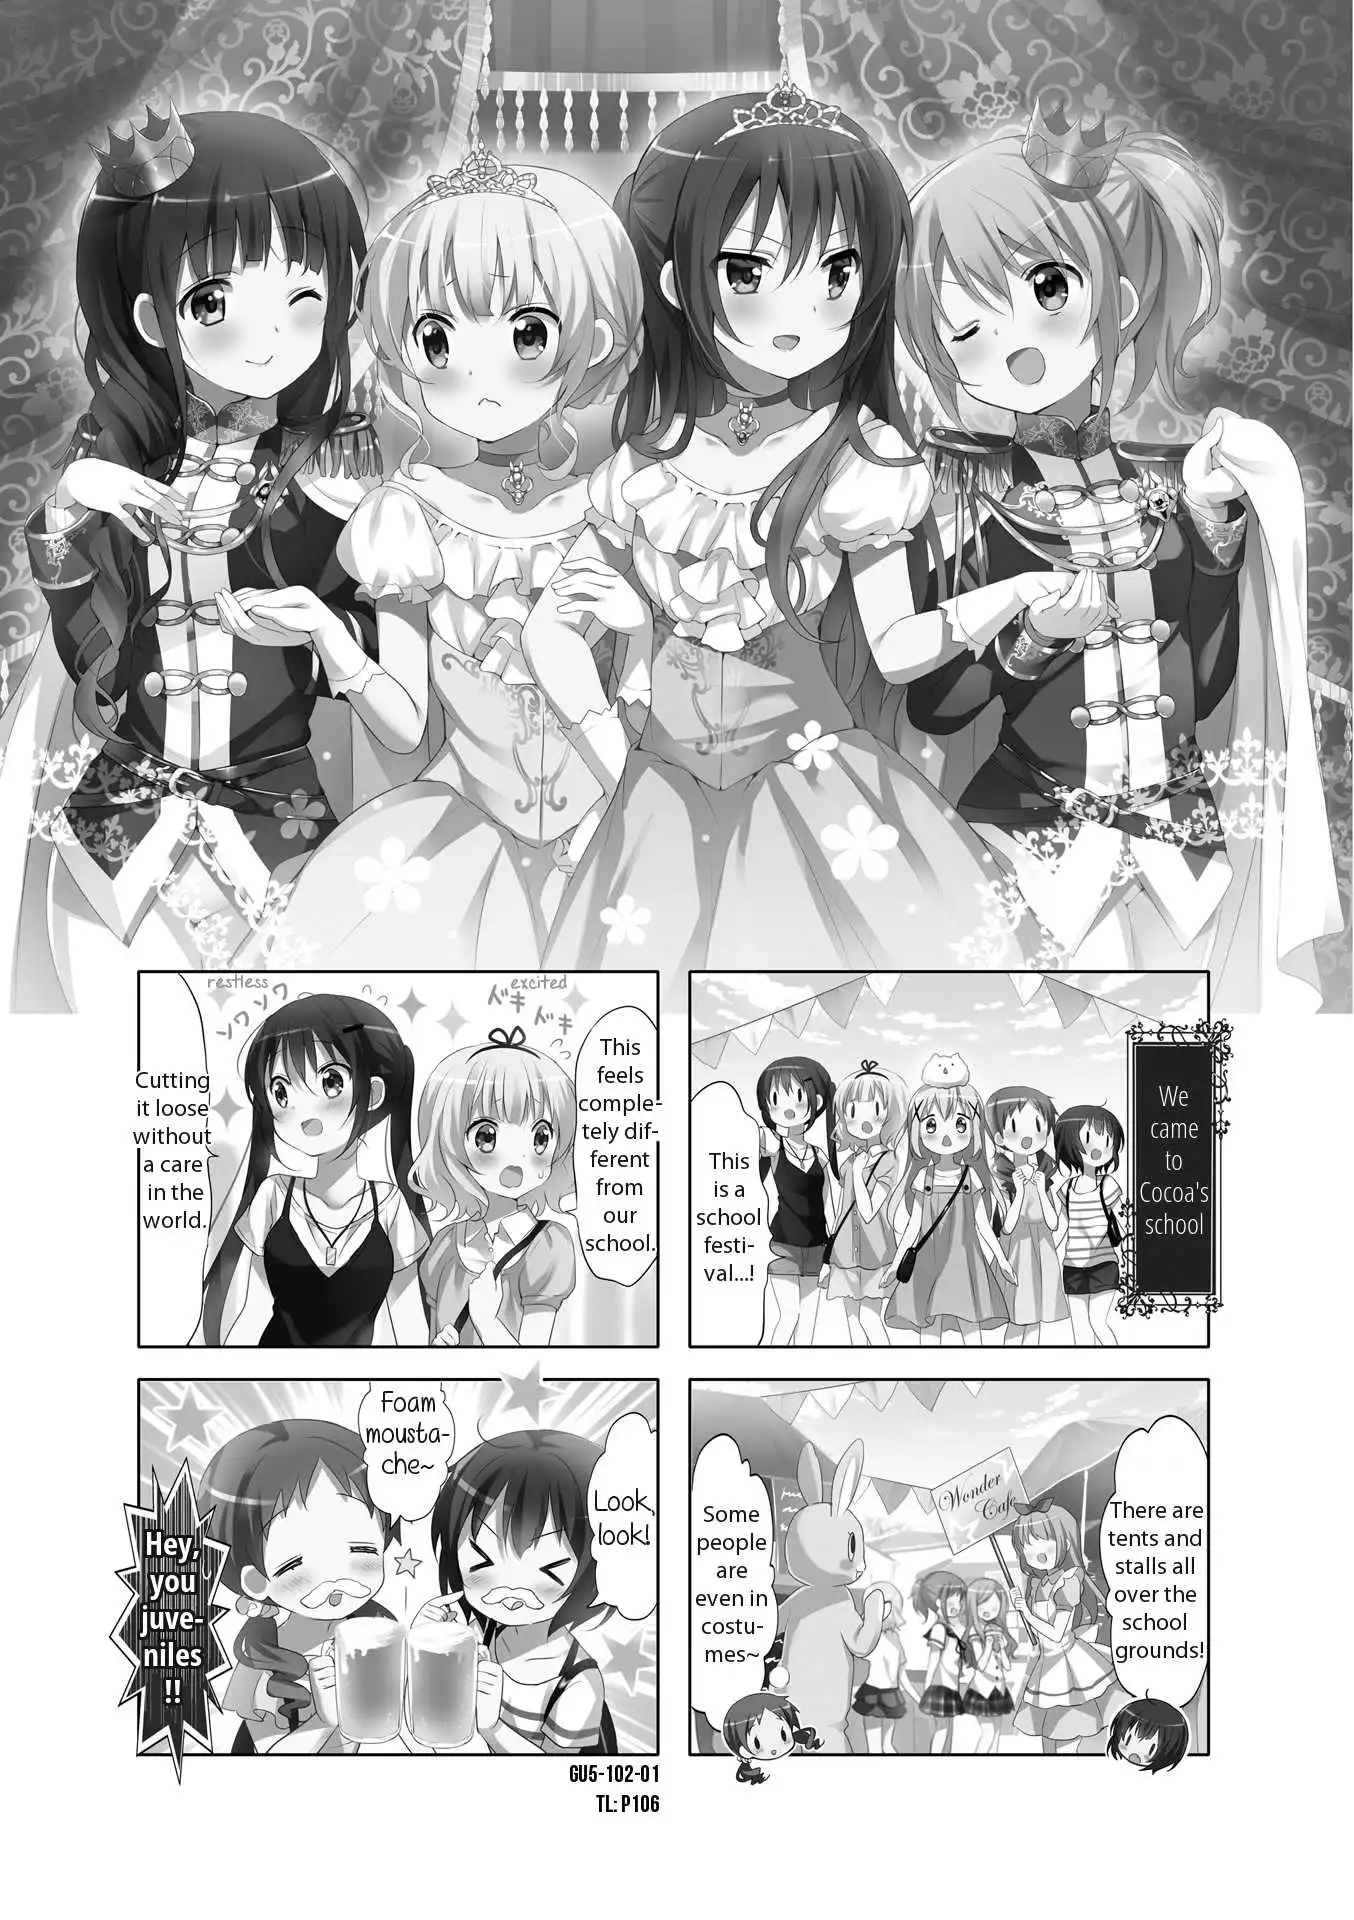 We
came
to
Cocoa's
school
This
is a
school
festi-
val...!
There are
tents and
stalls all
over the
school
grounds!
Wonder
Cafe
Some
people
are
even in
costu-
mes~
excited
ドキ
ドキ
This
feels
comple-
tely dif-
ferent
from
our
school.
restless
ソワソワ
Cutting
it loose
without
a care
in the
world.
Look,
look!
Foam
mousta-
che~
Hey,
you
juve-
niles
!!
GU5-102-01
TL: P106